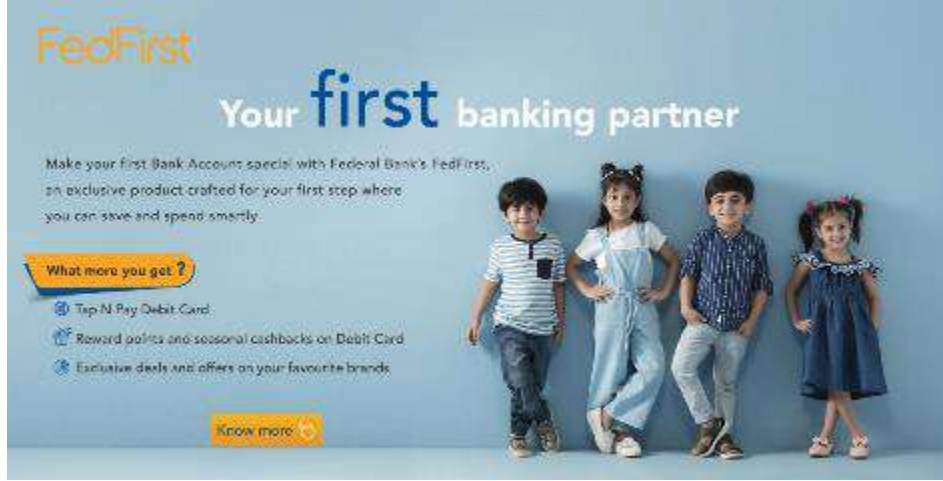 FedFirst
Your first banking partner
Make your first Bank Account special with Federal Bank's FedFirst,
an exclusive product crafted for your first step where
you can save and spend smartly
What more you get ?
Tap N Pay Debit Card
Reward points and seasonal cashbacks on Debit Card
Exclusive deals and offers on your favourite brands
Know more